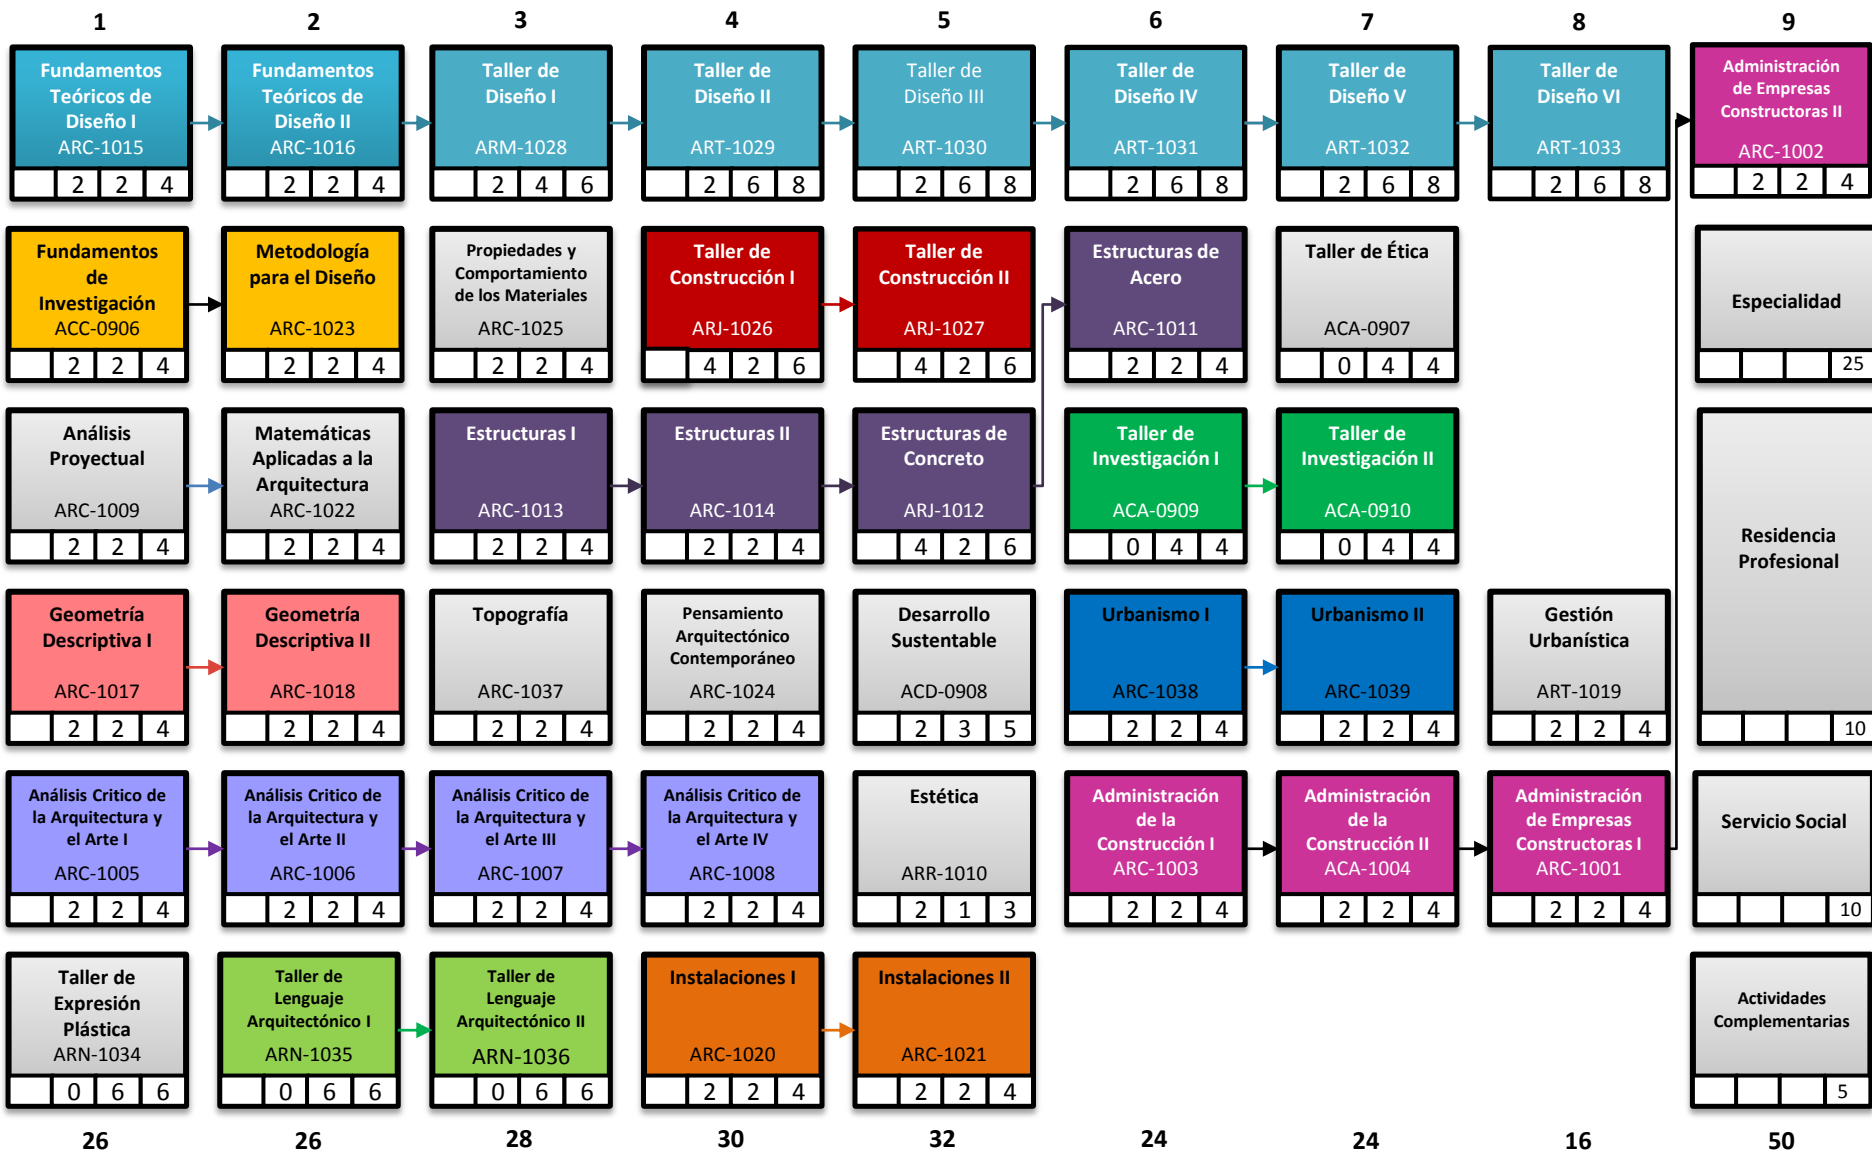 1 2 3 4 5 6 7 8 9
Fundamentos
Teóricos de
Diseño I
ARC-1015
2 2 4
Fundamentos
Teóricos de
Diseño II
ARC-1016
2 2 4
Taller de
Diseño I
ARM-1028
2 4 6
Taller de
Diseño II
ART-1029
2 6 8
Taller de
Diseño III
ART-1030
2 6 8
Taller de
Diseño IV
ART-1031
2 6 8
Taller de
Diseño V
ART-1032
2 6 8
Taller de
Diseño VI
ART-1033
2 6 8
Administración
de Empresas
Constructoras II
ARC-1002
2 2 4
Fundamentos
de
Investigación
ACC-0906
2 2 4
Metodología
para el Diseño
ARC-1023
2 2 4
Propiedades y
Comportamiento
de los Materiales
ARC-1025
2 2 4
Taller de
Construcción I
ARJ-1026
4 2 6
Taller de
Construcción II
ARJ-1027
4 2 6
Estructuras de
Acero
ARC-1011
2 2 4
Taller de Ética
ACA-0907
0 4 4
Especialidad
25
Análisis
Proyectual
ARC-1009
2 2 4
Matemáticas
Aplicadas a la
Arquitectura
ARC-1022
2 2 4
Estructuras I
ARC-1013
2 2 4
Estructuras II
ARC-1014
2 2 4
Estructuras de
Concreto
ARJ-1012
4 2 6
Taller de
Investigación I
ACA-0909
0 4 4
Taller de
Investigación II
ACA-0910
0 4 4
Residencia
Profesional
10
Geometría
Descriptiva I
ARC-1017
2 2 4
Geometría
Descriptiva II
ARC-1018
2 2 4
Topografía
ARC-1037
2 2 4
Pensamiento
Arquitectónico
Contemporáneo
ARC-1024
2 2 4
Desarrollo
Sustentable
ACD-0908
2 3 5
Urbanismo I
ARC-1038
2 2 4
Urbanismo II
ARC-1039
2 2 4
Gestión
Urbanística
ART-1019
2 2 4
Análisis Critico de
la Arquitectura y
el Arte I
ARC-1005
2 2 4
Análisis Critico de
la Arquitectura y
el Arte II
ARC-1006
2 2 4
Análisis Critico de
la Arquitectura y
el Arte III
ARC-1007
2 2 4
Análisis Critico de
la Arquitectura y
el Arte IV
ARC-1008
2 2 4
Estética
ARR-1010
2 1 3
Administración
de la
Construcción I
ARC-1003
2 2 4
Administración
de la
Construcción II
ACA-1004
2 2 4
Administración
de Empresas
Constructoras I
ARC-1001
2 2 4
Servicio Social
10
Taller de
Expresión
Plástica
ARN-1034
0 6 6
Taller de
Lenguaje
Arquitectónico I
ARN-1035
0 6 6
Taller de
Lenguaje
Arquitectónico II
ARN-1036
0 6 6
Instalaciones I
ARC-1020
2 2 4
Instalaciones II
ARC-1021
2 2 4
Actividades
Complementarias
5
26 26 28 30 32 24 24 16 50